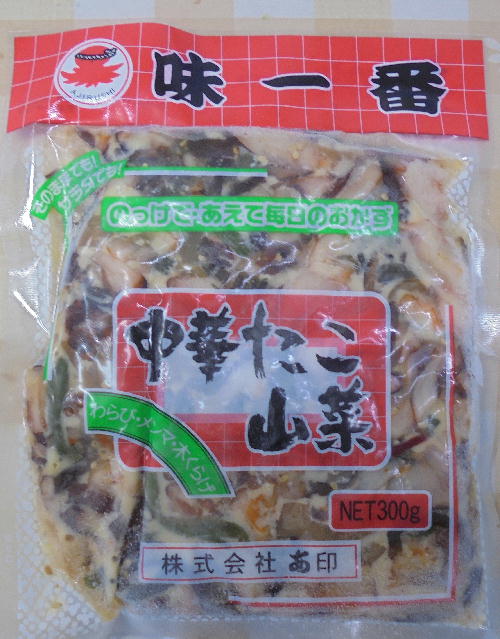 味一番
AJIRUSHI
そのままでも!
サラダでも!
のっけて・あえて毎日のおかず
中華たこ
山菜
わらび・メンマ・木くらげ
NET300g
株式会社あ印